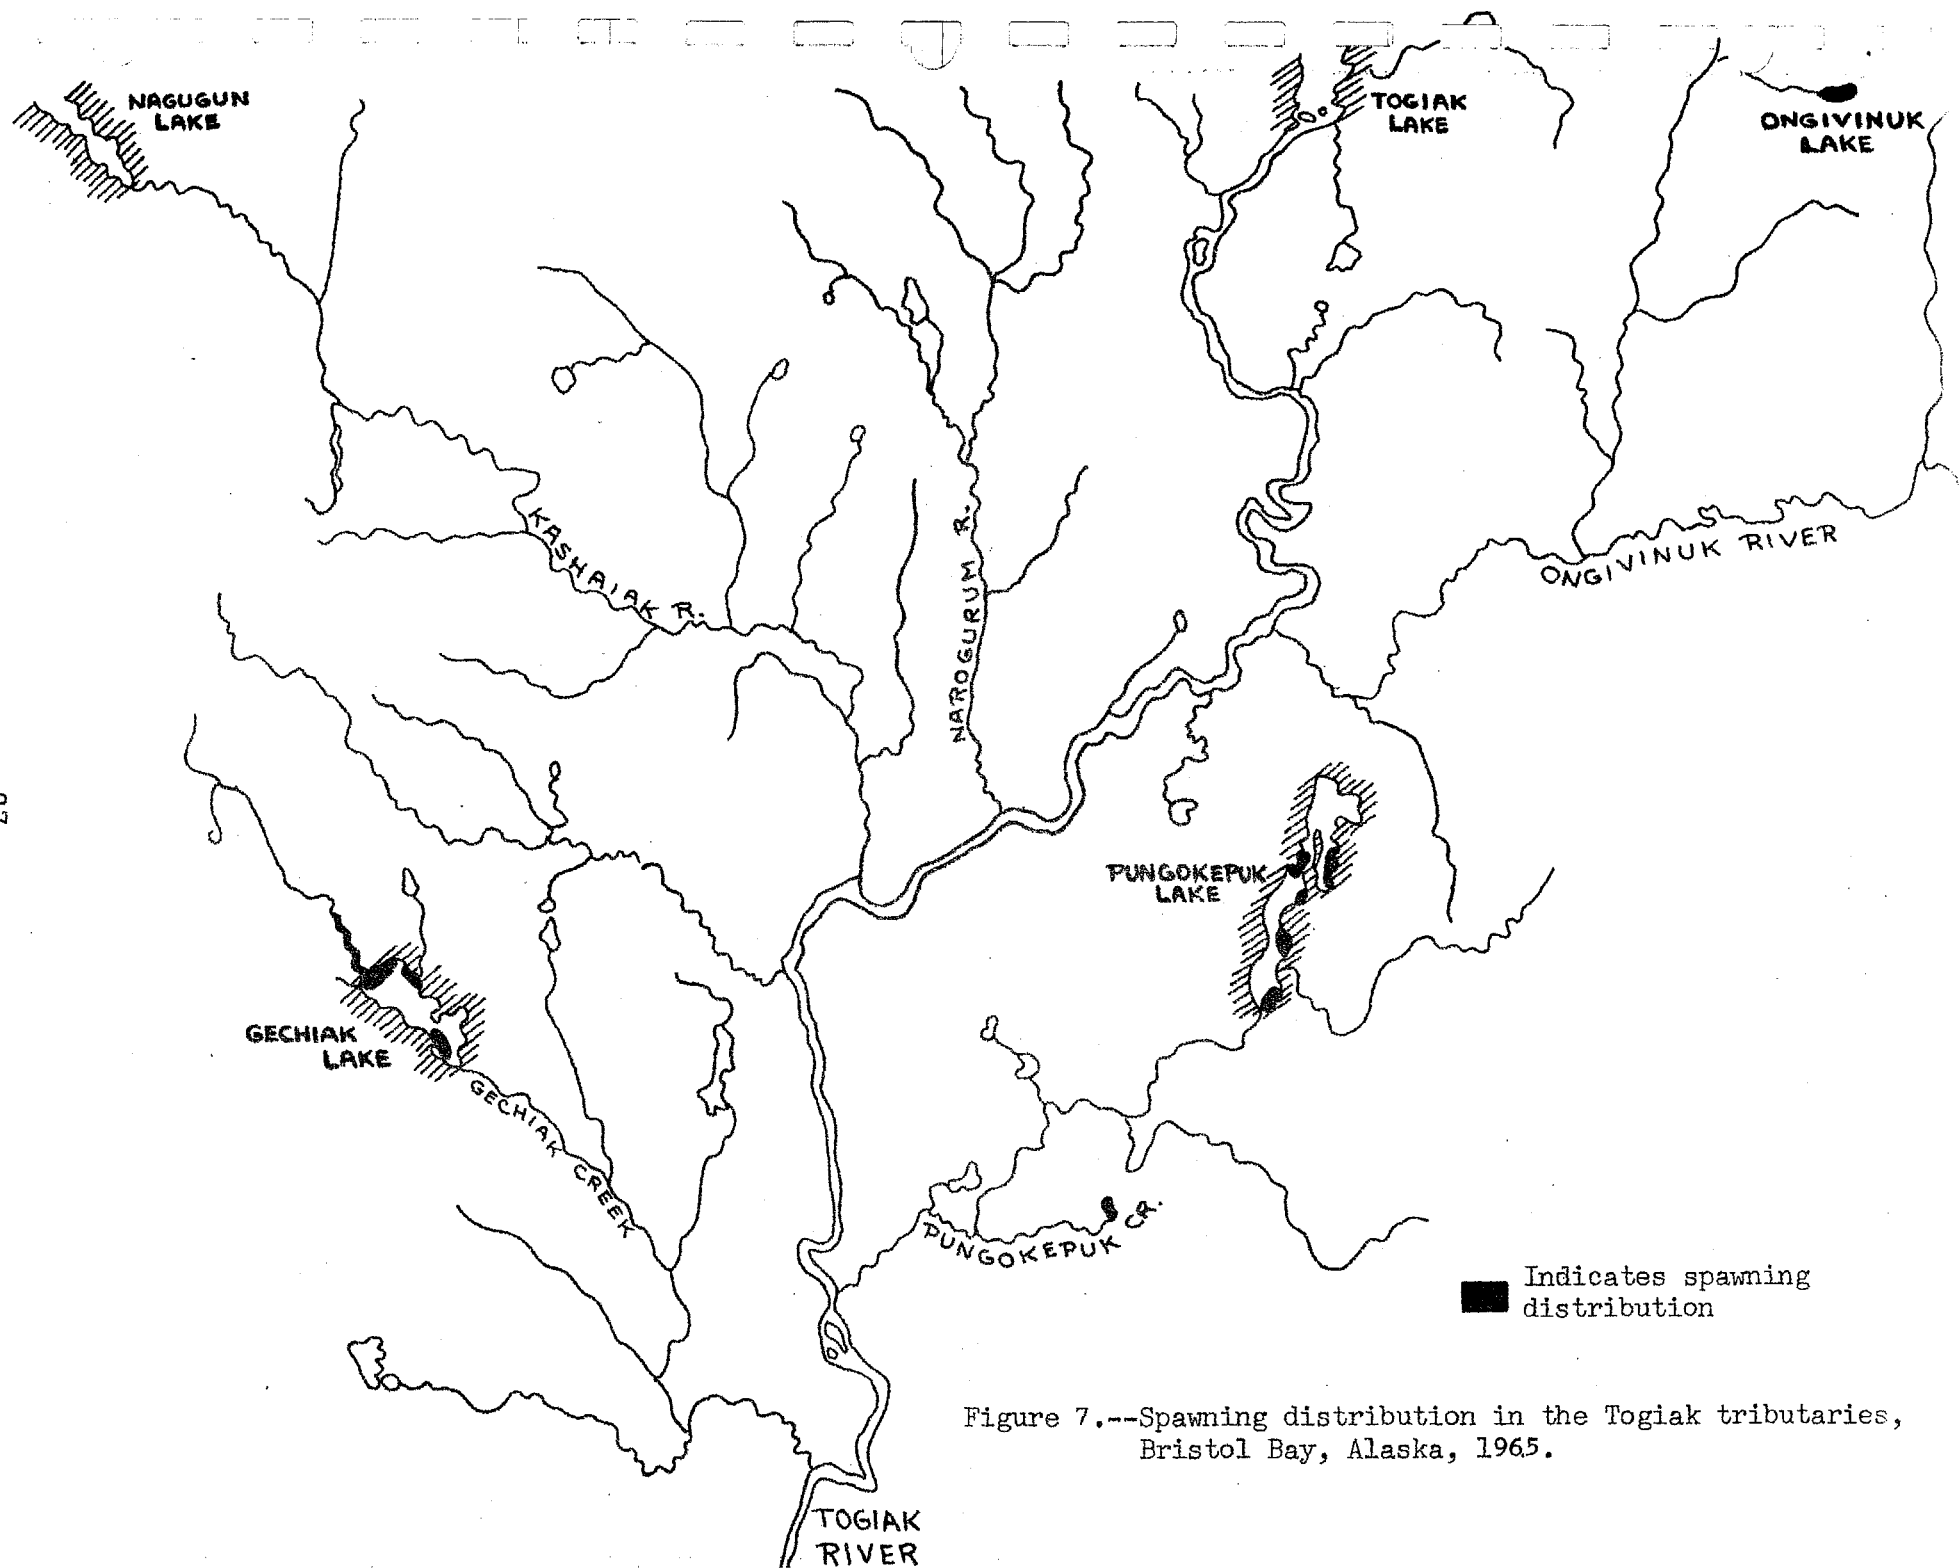 NAGUGUN
LAKE
TOGIAK
LAKE
ONGIVINUK
LAKE
KASHAIAK R.
NAROGURUM R.
ONGIVINUK RIVER
PUNGOKEPUK
LAKE
GECHIAK
LAKE
GECHIAK CREEK
PUNGOKEPUK CR.
Indicates spawning
distribution
Figure 7.--Spawning distribution in the Togiak tributaries,
Bristol Bay, Alaska, 1965.
TOGIAK
RIVER